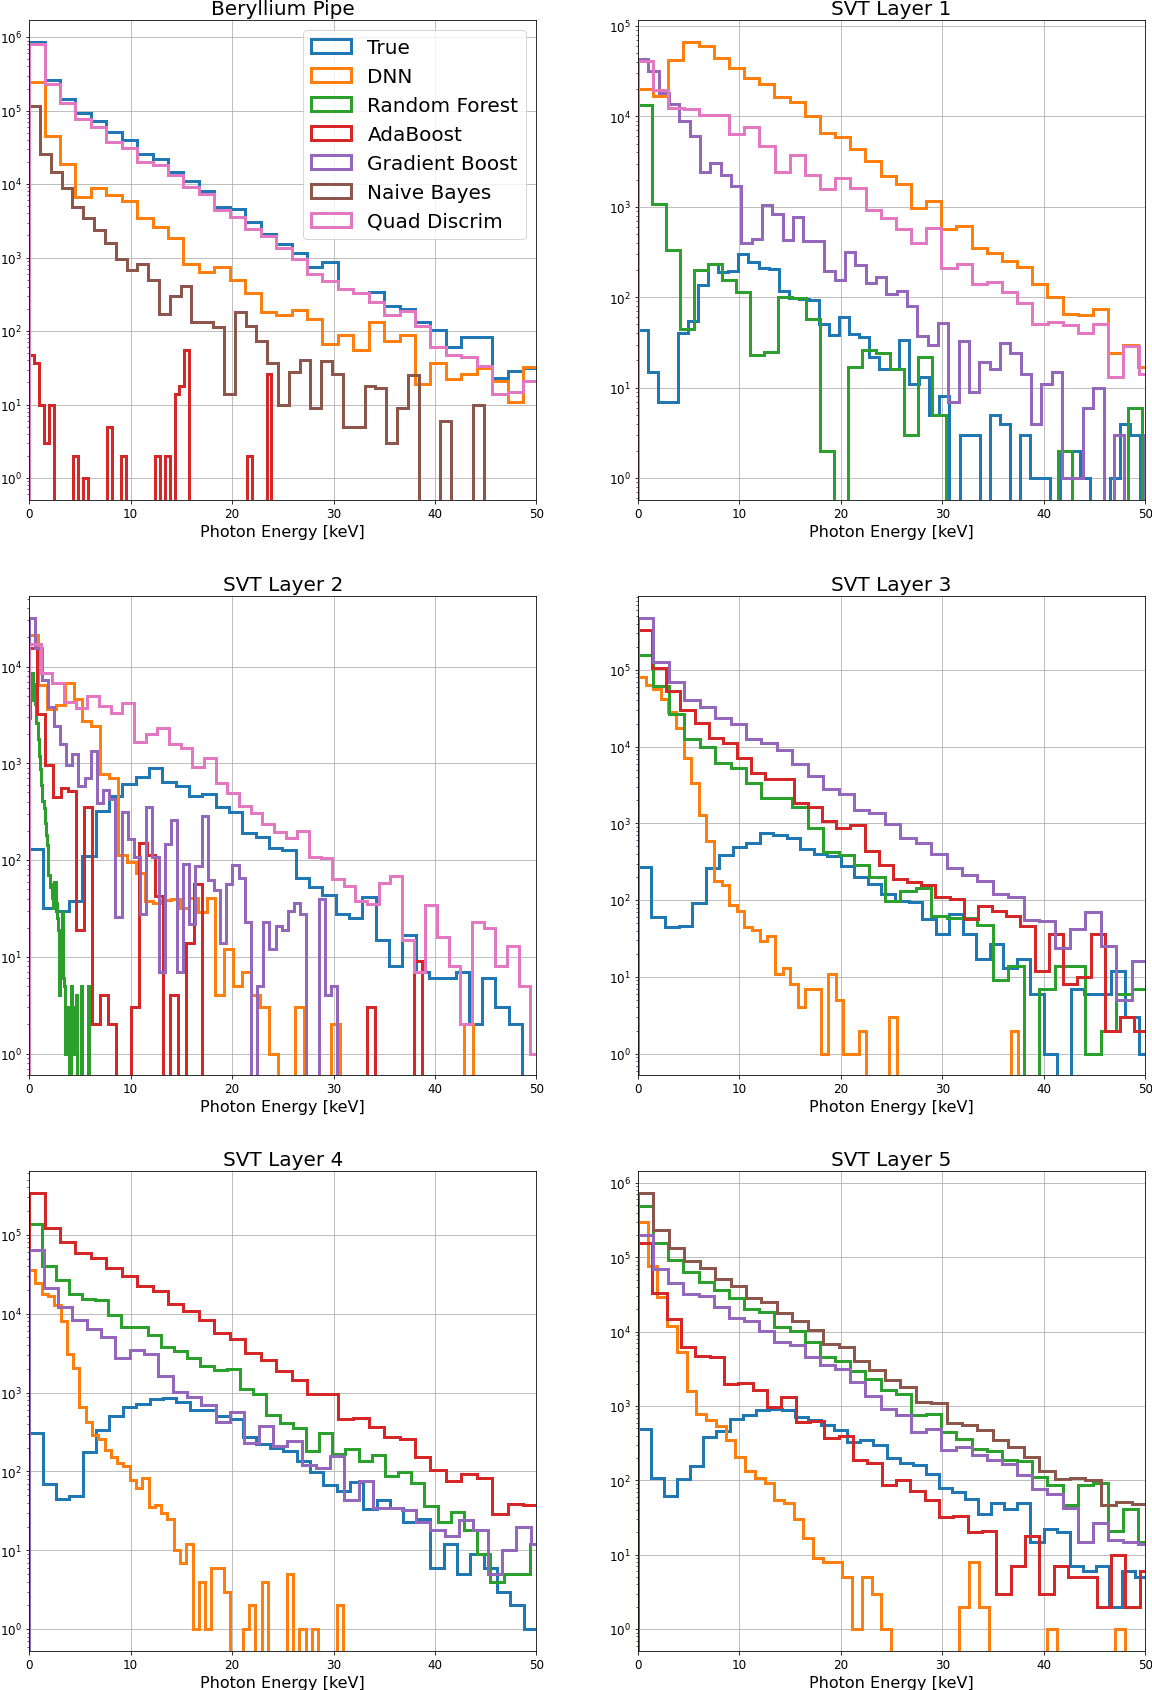 Beryllium Pipe
10^6
10^5
10^4
10^3
10^2
10^1
10^0
True
DNN
Random Forest
AdaBoost
Gradient Boost
Naive Bayes
Quad Discrim
0 10 20 30 40 50
Photon Energy [keV]
SVT Layer 1
10^5
10^4
10^3
10^2
10^1
10^0
0 10 20 30 40 50
Photon Energy [keV]
SVT Layer 2
10^4
10^3
10^2
10^1
10^0
0 10 20 30 40 50
Photon Energy [keV]
SVT Layer 3
10^5
10^4
10^3
10^2
10^1
10^0
0 10 20 30 40 50
Photon Energy [keV]
SVT Layer 4
10^5
10^4
10^3
10^2
10^1
10^0
0 10 20 30 40 50
Photon Energy [keV]
SVT Layer 5
10^6
10^5
10^4
10^3
10^2
10^1
10^0
0 10 20 30 40 50
Photon Energy [keV]